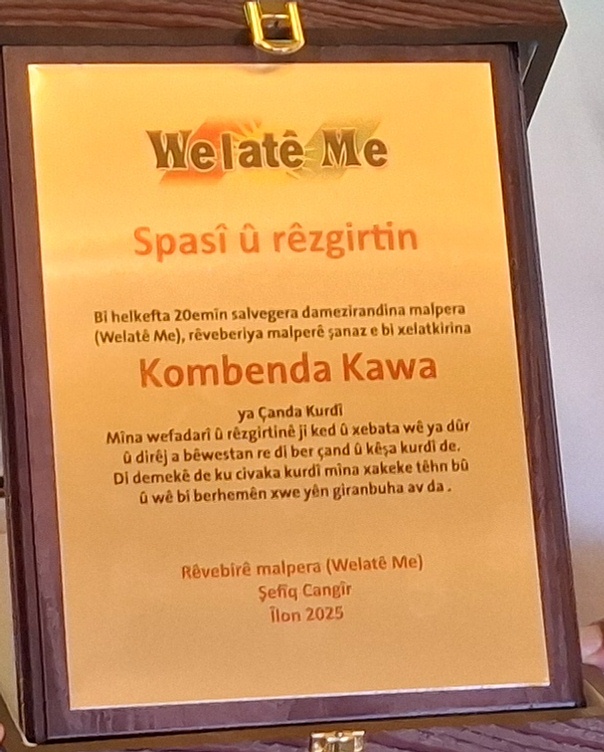 Welatê Me
Spasî û rêzgirtin
Bi helkefta 20emîn salvegera damezirandina malpera
(Welatê Me), rêveberiya malperê şanaz e bi xelatkirina
Kombenda Kawa
ya Çanda Kurdî
Mîna wefadarî û rêzgirtinê ji ked û xebata wê ya dûr
û dirêj a bêwestan re di ber çand û kêşa kurdî de.
Di demekê de ku civaka kurdî mîna xakeke têhn bû
û wê bi berhemên xwe yên giranbuha av da .
Rêvebirê malpera (Welatê Me)
Şefîq Cangîr
Îlon 2025